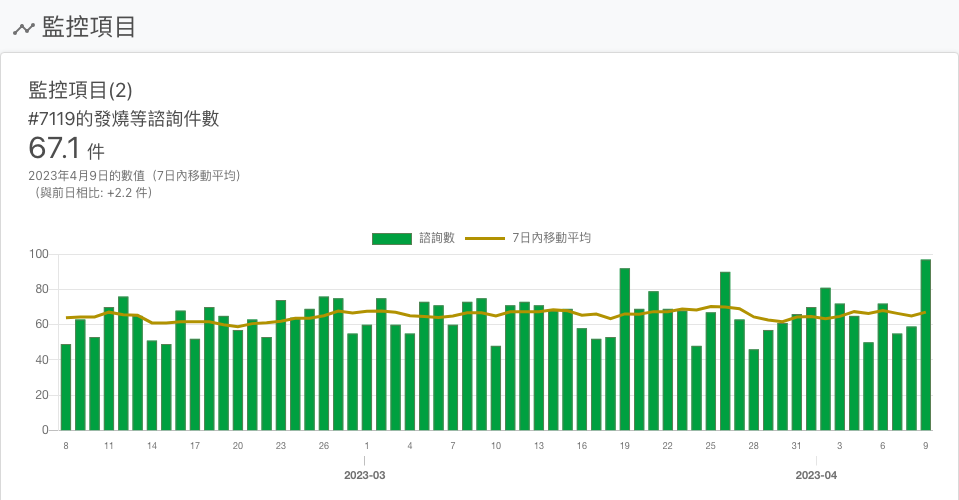 監控項目
監控項目(2)
#7119的發燒等諮詢件數
67.1 件
2023年4月9日的數值（7日內移動平均）
（與前日相比: +2.2 件）
諮詢數 7日內移動平均
100
80
60
40
20
0
8 11 14 17 20 23 26 1 4 7 10 13 16 19 22 25 28 31 3 6 9
2023-03 2023-04